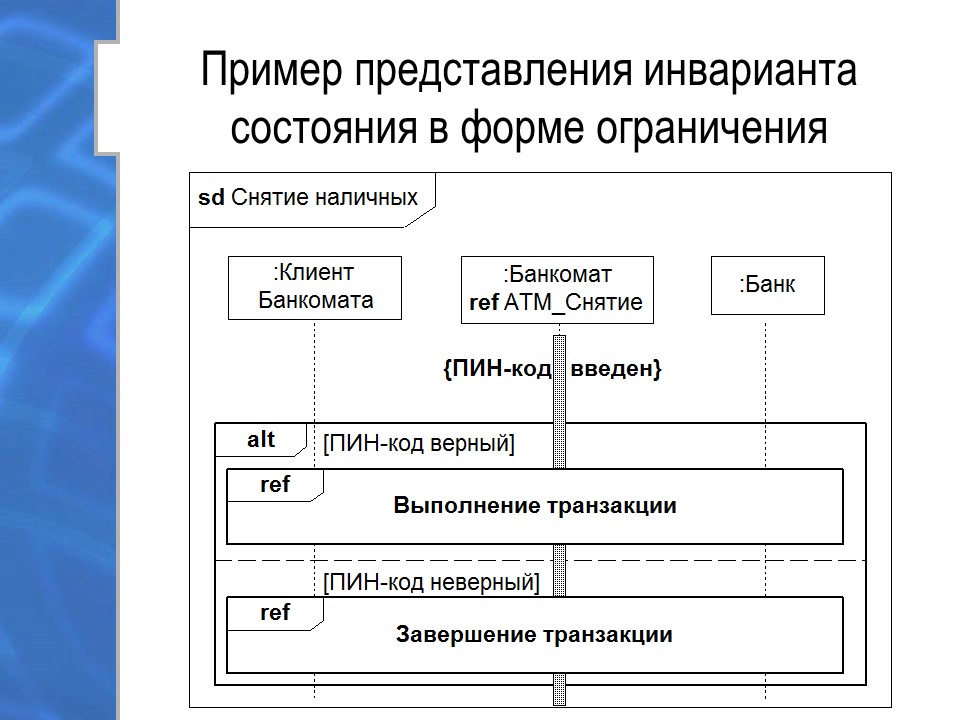 Пример представления инварианта
состояния в форме ограничения
sd Снятие наличных
:Клиент
Банкомата
:Банкомат
ref ATM_Снятие
:Банк
{ПИН-код введен}
alt
[ПИН-код верный]
ref
Выполнение транзакции
[ПИН-код неверный]
ref
Завершение транзакции